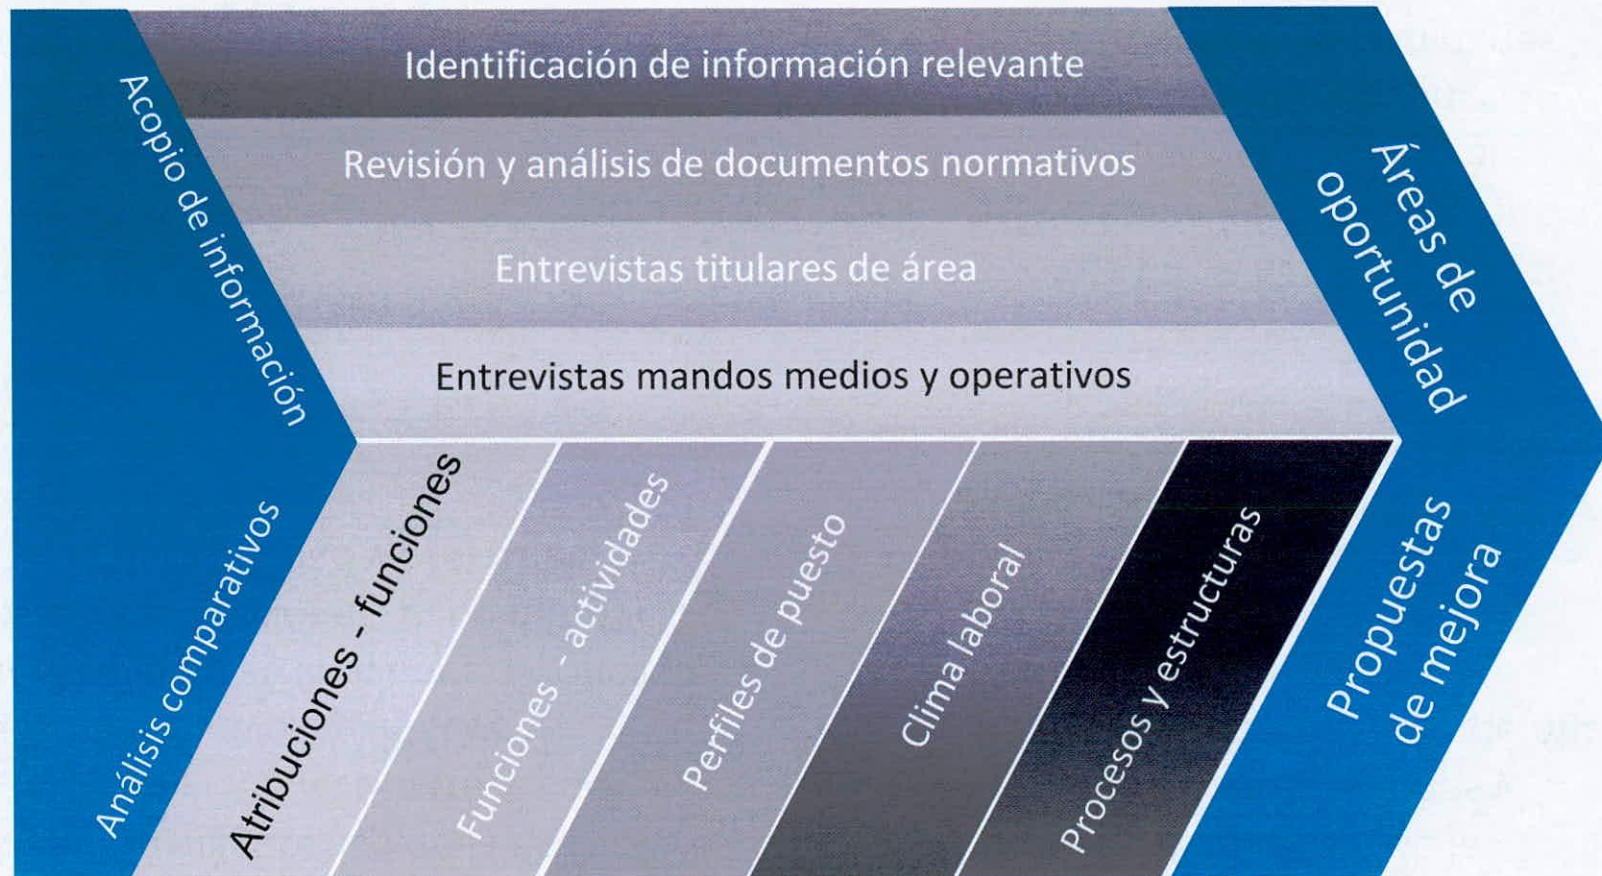 Acopio de información
Identificación de información relevante
Revisión y análisis de documentos normativos
Entrevistas titulares de área
Entrevistas mandos medios y operativos
Áreas de
oportunidad
Análisis comparativos
Atribuciones - funciones
Funciones - actividades
Perfiles de puesto
Clima laboral
Procesos y estructuras
Propuestas
de mejora